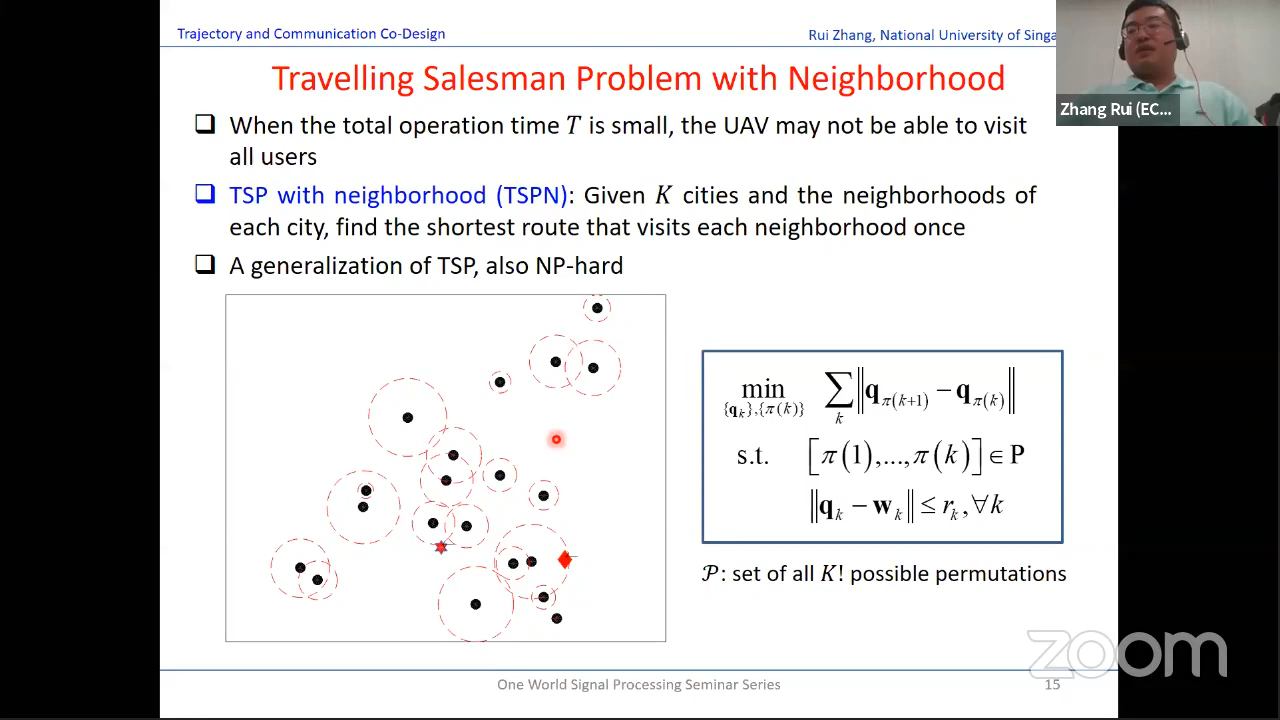 Trajectory and Communication Co-Design
Rui Zhang, National University of Singa
Zhang Rui (EC...
Travelling Salesman Problem with Neighborhood
When the total operation time T is small, the UAV may not be able to visit
all users
TSP with neighborhood (TSPN): Given K cities and the neighborhoods of
each city, find the shortest route that visits each neighborhood once
A generalization of TSP, also NP-hard
min_{{q_k},{π(k)}} ∑_k ‖q_{π(k+1)} − q_{π(k)}‖
s.t. [π(1),...,π(k)] ∈ P
‖q_k − w_k‖ ≤ r_k, ∀k
𝒫: set of all K! possible permutations
zoom
One World Signal Processing Seminar Series
15